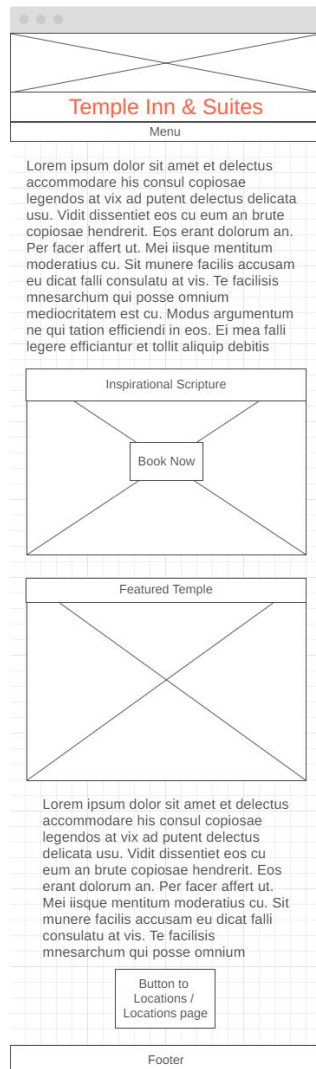 Temple Inn & Suites
Menu
Lorem ipsum dolor sit amet et delectus
accommodare his consul copiosae
legendos at vix ad putent delectus delicata
usu. Vidit dissentiet eos cu eum an brute
copiosae hendrerit. Eos erant dolorum an.
Per facer affert ut. Mei iisque mentitum
moderatius cu. Sit munere facilis accusam
eu dicat falli consulatu at vis. Te facilisis
mnesarchum qui posse omnium
mediocritatem est cu. Modus argumentum
ne qui tation efficiendi in eos. Ei mea falli
legere efficiantur et tollit aliquip debitis
Inspirational Scripture
Book Now
Featured Temple
Lorem ipsum dolor sit amet et delectus
accommodare his consul copiosae
legendos at vix ad putent delectus
delicata usu. Vidit dissentiet eos cu
eum an brute copiosae hendrerit. Eos
erant dolorum an. Per facer affert ut.
Mei iisque mentitum moderatius cu. Sit
munere facilis accusam eu dicat falli
consulatu at vis. Te facilisis
mnesarchum qui posse omnium
Button to
Locations /
Locations page
Footer